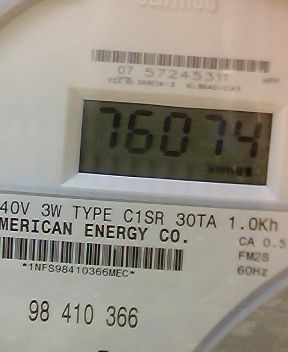 07 57245311
76074
kWh
40V 3W TYPE C1SR 30TA 1.0Kh
MERICAN ENERGY CO.
CA 0.5
FM2S
*1NFS98410366MEC*
60Hz
98 410 366